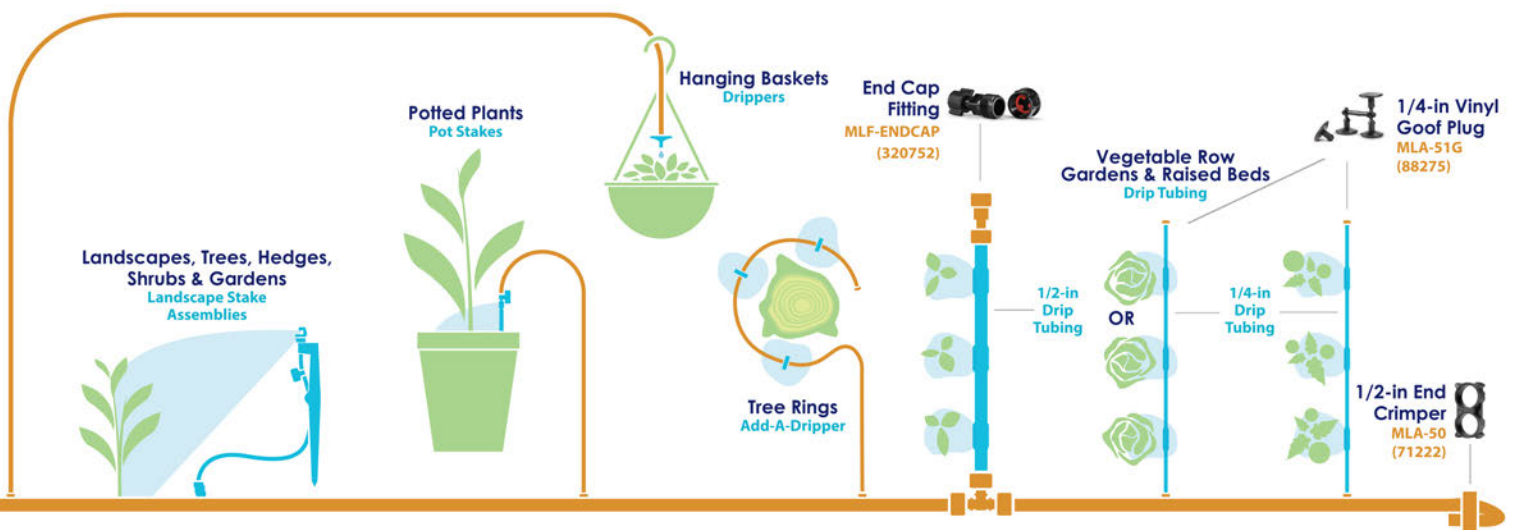 Hanging Baskets
Drippers
Potted Plants
Pot Stakes
Landscapes, Trees, Hedges,
Shrubs & Gardens
Landscape Stake
Assemblies
Tree Rings
Add-A-Dripper
End Cap
Fitting
MLF-ENDCAP
(320752)
Vegetable Row
Gardens & Raised Beds
Drip Tubing
1/4-in Vinyl
Goof Plug
MLA-51G
(88275)
1/2-in
Drip
Tubing
OR
1/4-in
Drip
Tubing
1/2-in End
Crimper
MLA-50
(71222)